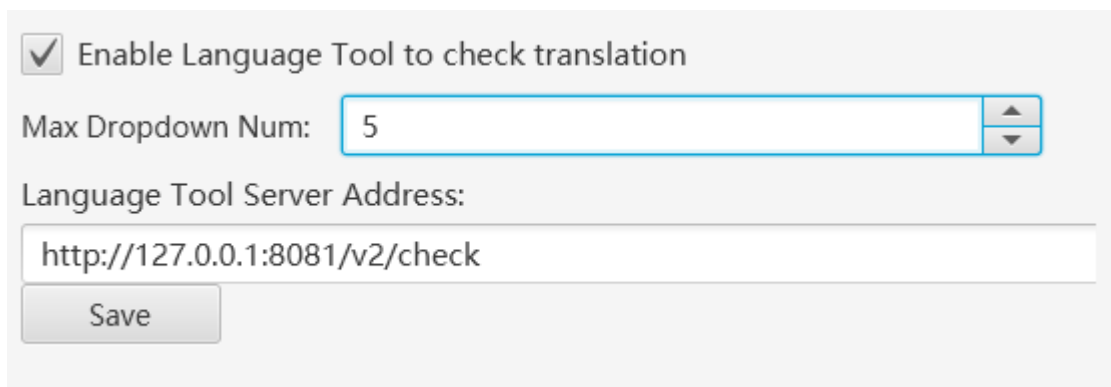 Enable Language Tool to check translation
Max Dropdown Num: 5
Language Tool Server Address:
http://127.0.0.1:8081/v2/check
Save